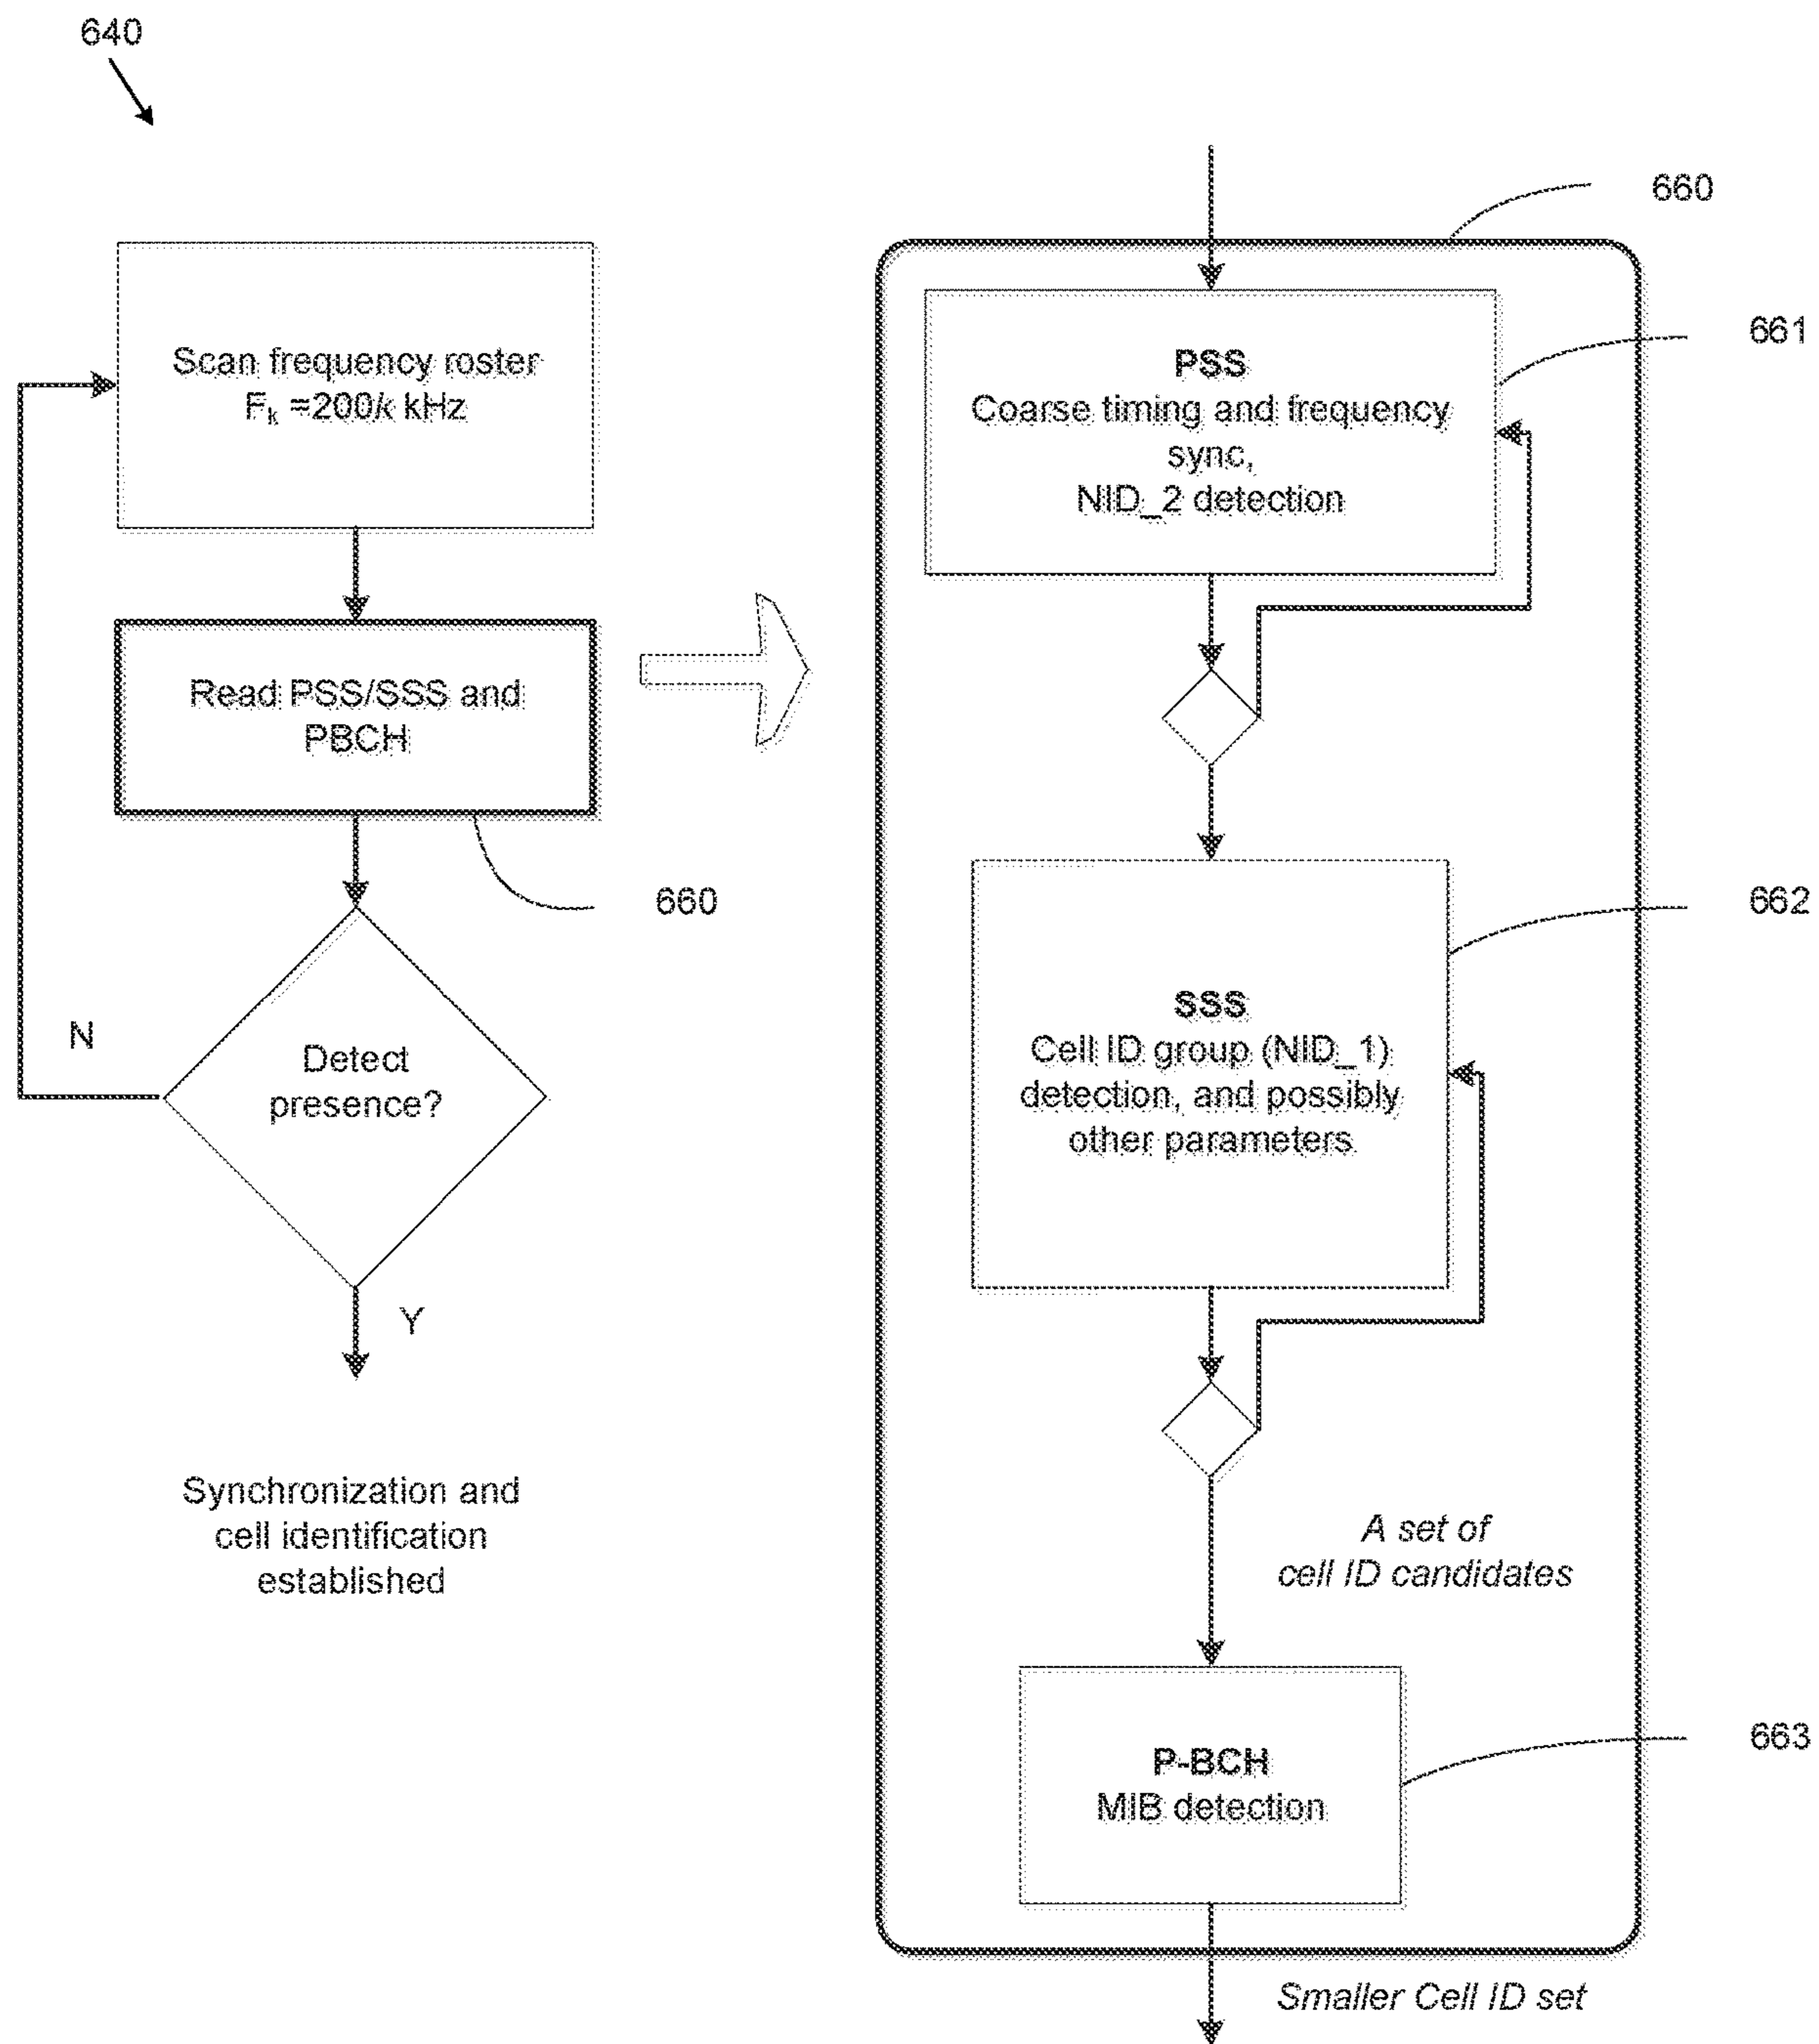 640
Scan frequency roster
Fk =200/k kHz
Read PSS/SSS and
PBCH
660
Detect
presence?
N
Y
Synchronization and
cell identification
established
660
PSS
Coarse timing and frequency
sync,
NID_2 detection
661
SSS
Cell ID group (NID_1)
detection, and possibly
other parameters
662
A set of
cell ID candidates
P-BCH
MIB detection
663
Smaller Cell ID set